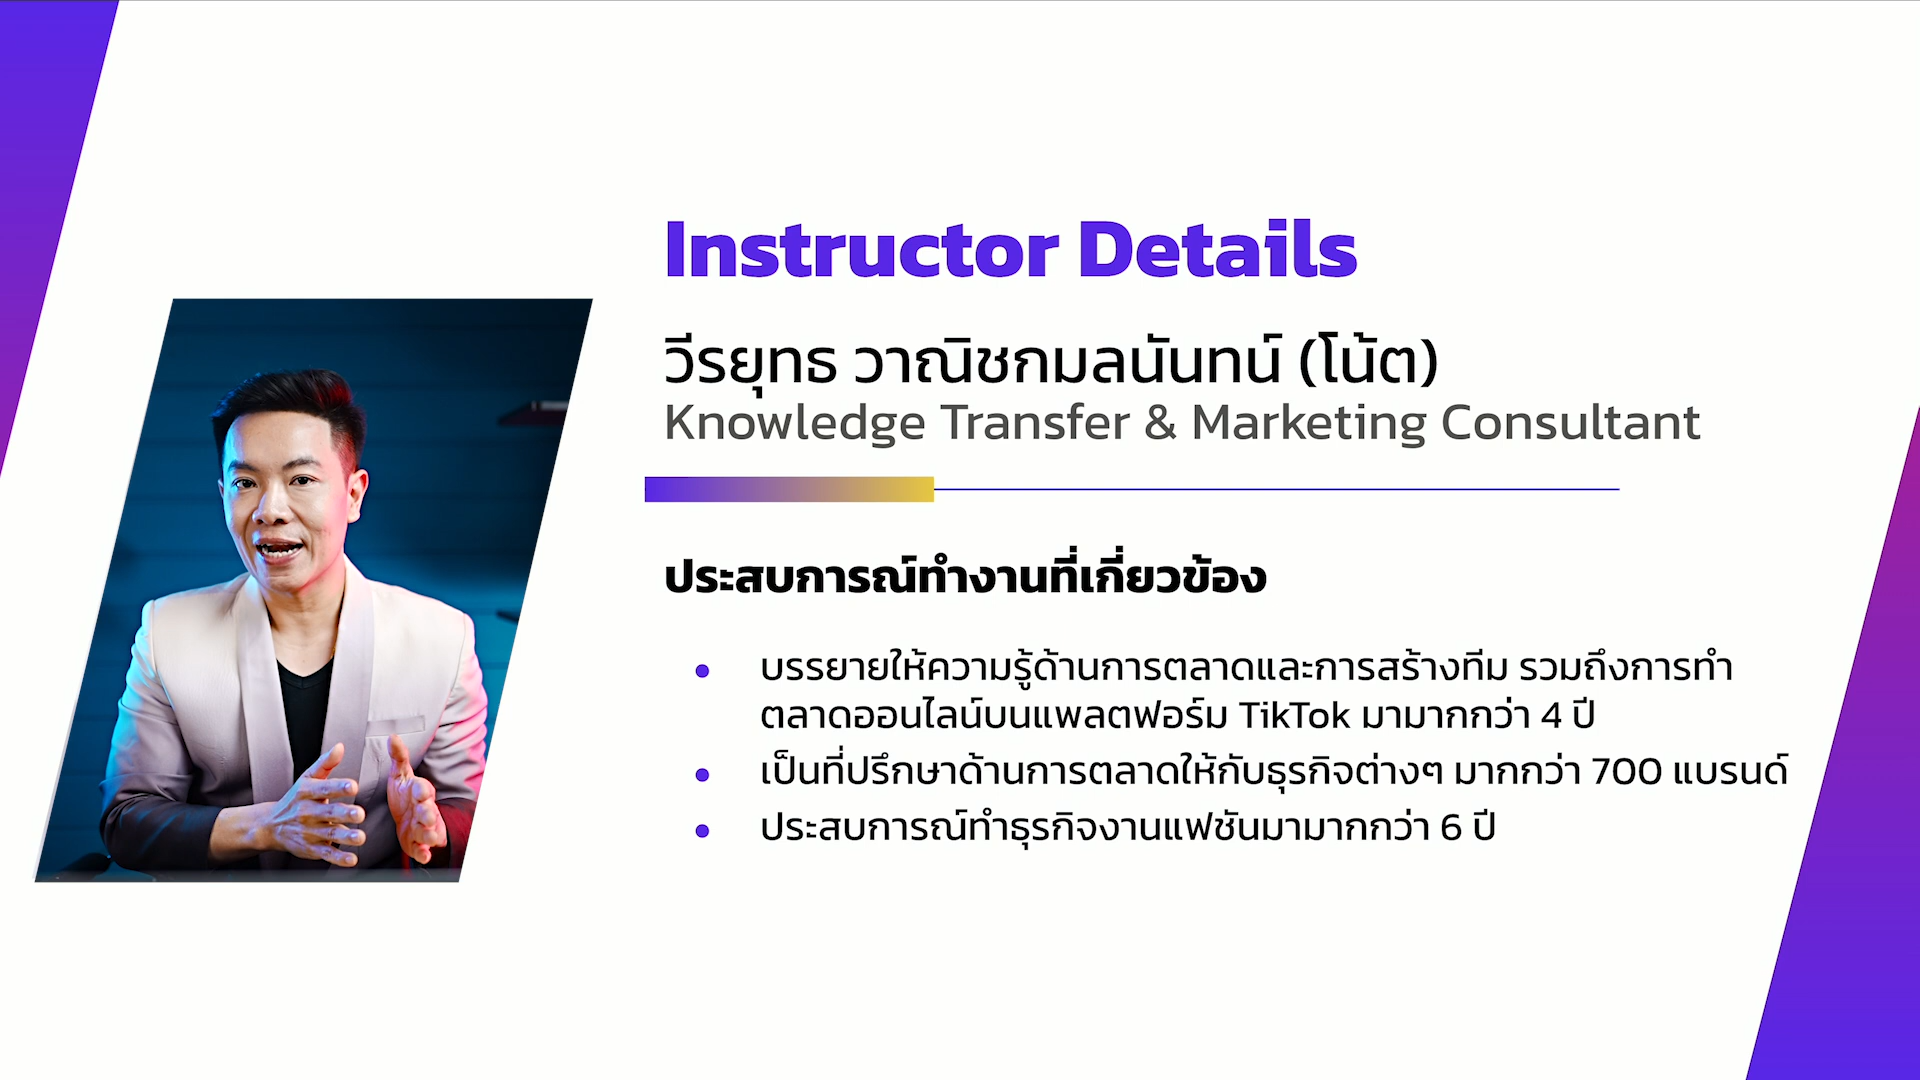 Instructor Details
วีรยุทธ วาณิชกมลนันทน์ (โน้ต)
Knowledge Transfer & Marketing Consultant
ประสบการณ์ทำงานที่เกี่ยวข้อง
• บรรยายให้ความรู้ด้านการตลาดและการสร้างทีม รวมถึงการทำ
ตลาดออนไลน์บนแพลตฟอร์ม TikTok มามากกว่า 4 ปี
• เป็นที่ปรึกษาด้านการตลาดให้กับธุรกิจต่างๆ มากกว่า 700 แบรนด์
• ประสบการณ์ทำธุรกิจงานแฟชันมามากกว่า 6 ปี